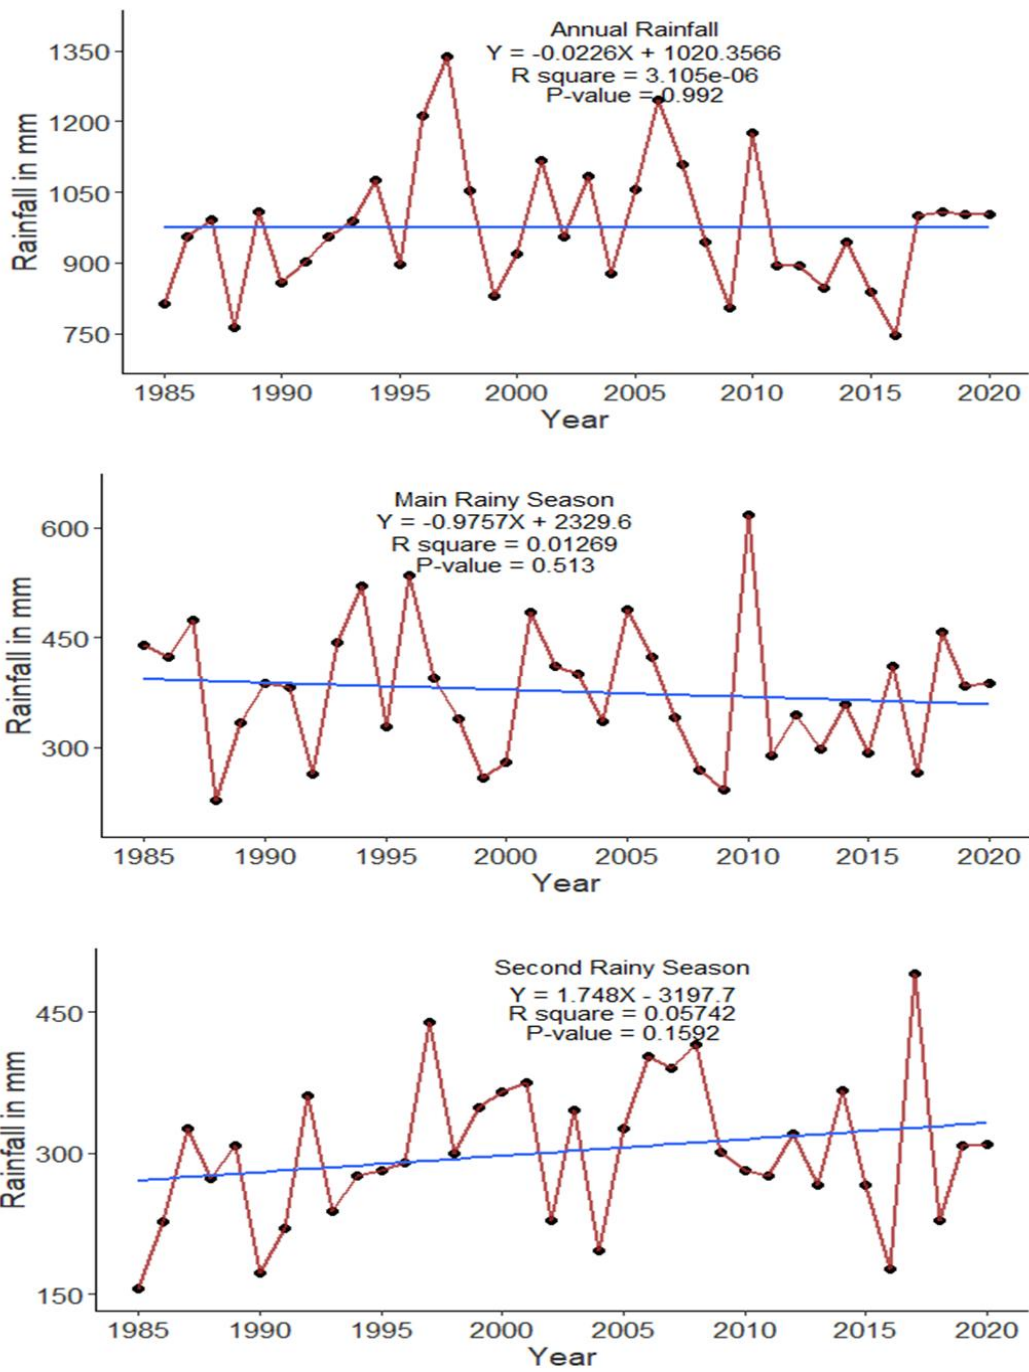 Annual Rainfall
Y = -0.0226X + 1020.3566
R square = 3.105e-06
P-value = 0.992
Rainfall in mm
1350
1200
1050
900
750
1985 1990 1995 2000 2005 2010 2015 2020
Year
Main Rainy Season
Y = -0.9757X + 2329.6
R square = 0.01269
P-value = 0.513
Rainfall in mm
600
450
300
1985 1990 1995 2000 2005 2010 2015 2020
Year
Second Rainy Season
Y = 1.748X - 3197.7
R square = 0.05742
P-value = 0.1592
Rainfall in mm
450
300
150
1985 1990 1995 2000 2005 2010 2015 2020
Year